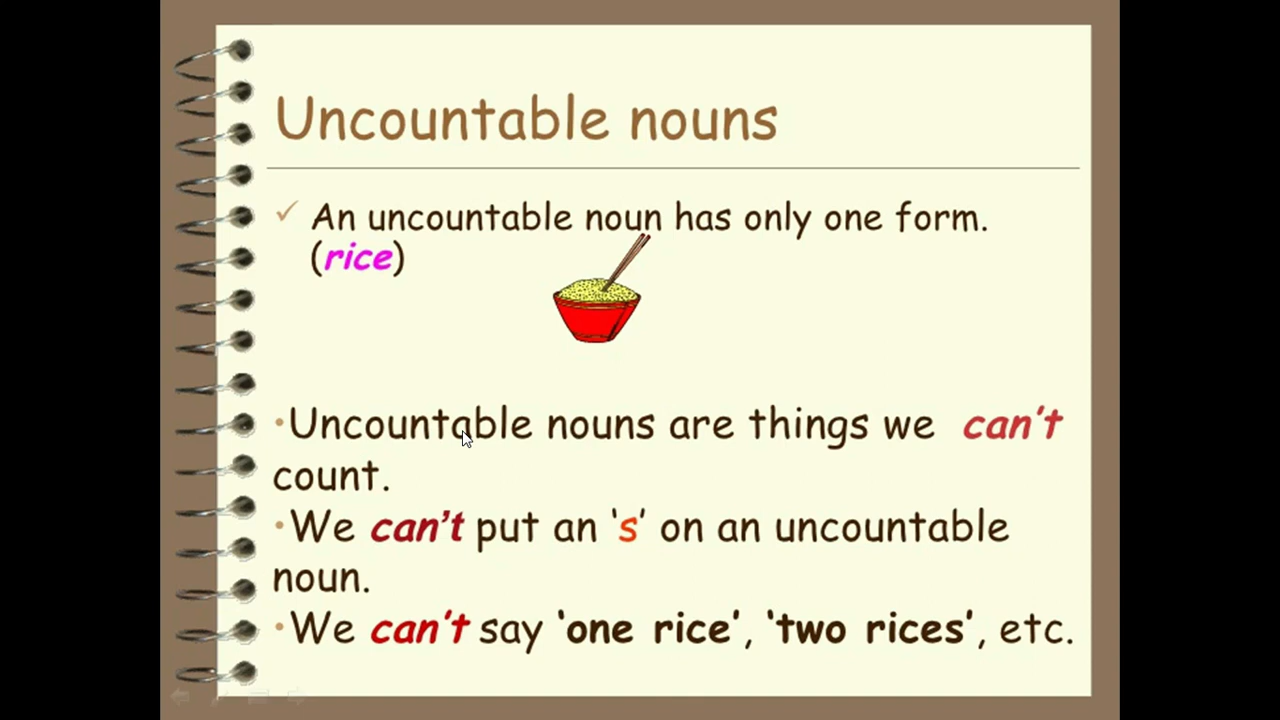 Uncountable nouns
✓ An uncountable noun has only one form.
(rice)
•Uncountable nouns are things we can't
count.
•We can't put an 's' on an uncountable
noun.
•We can't say 'one rice', 'two rices', etc.